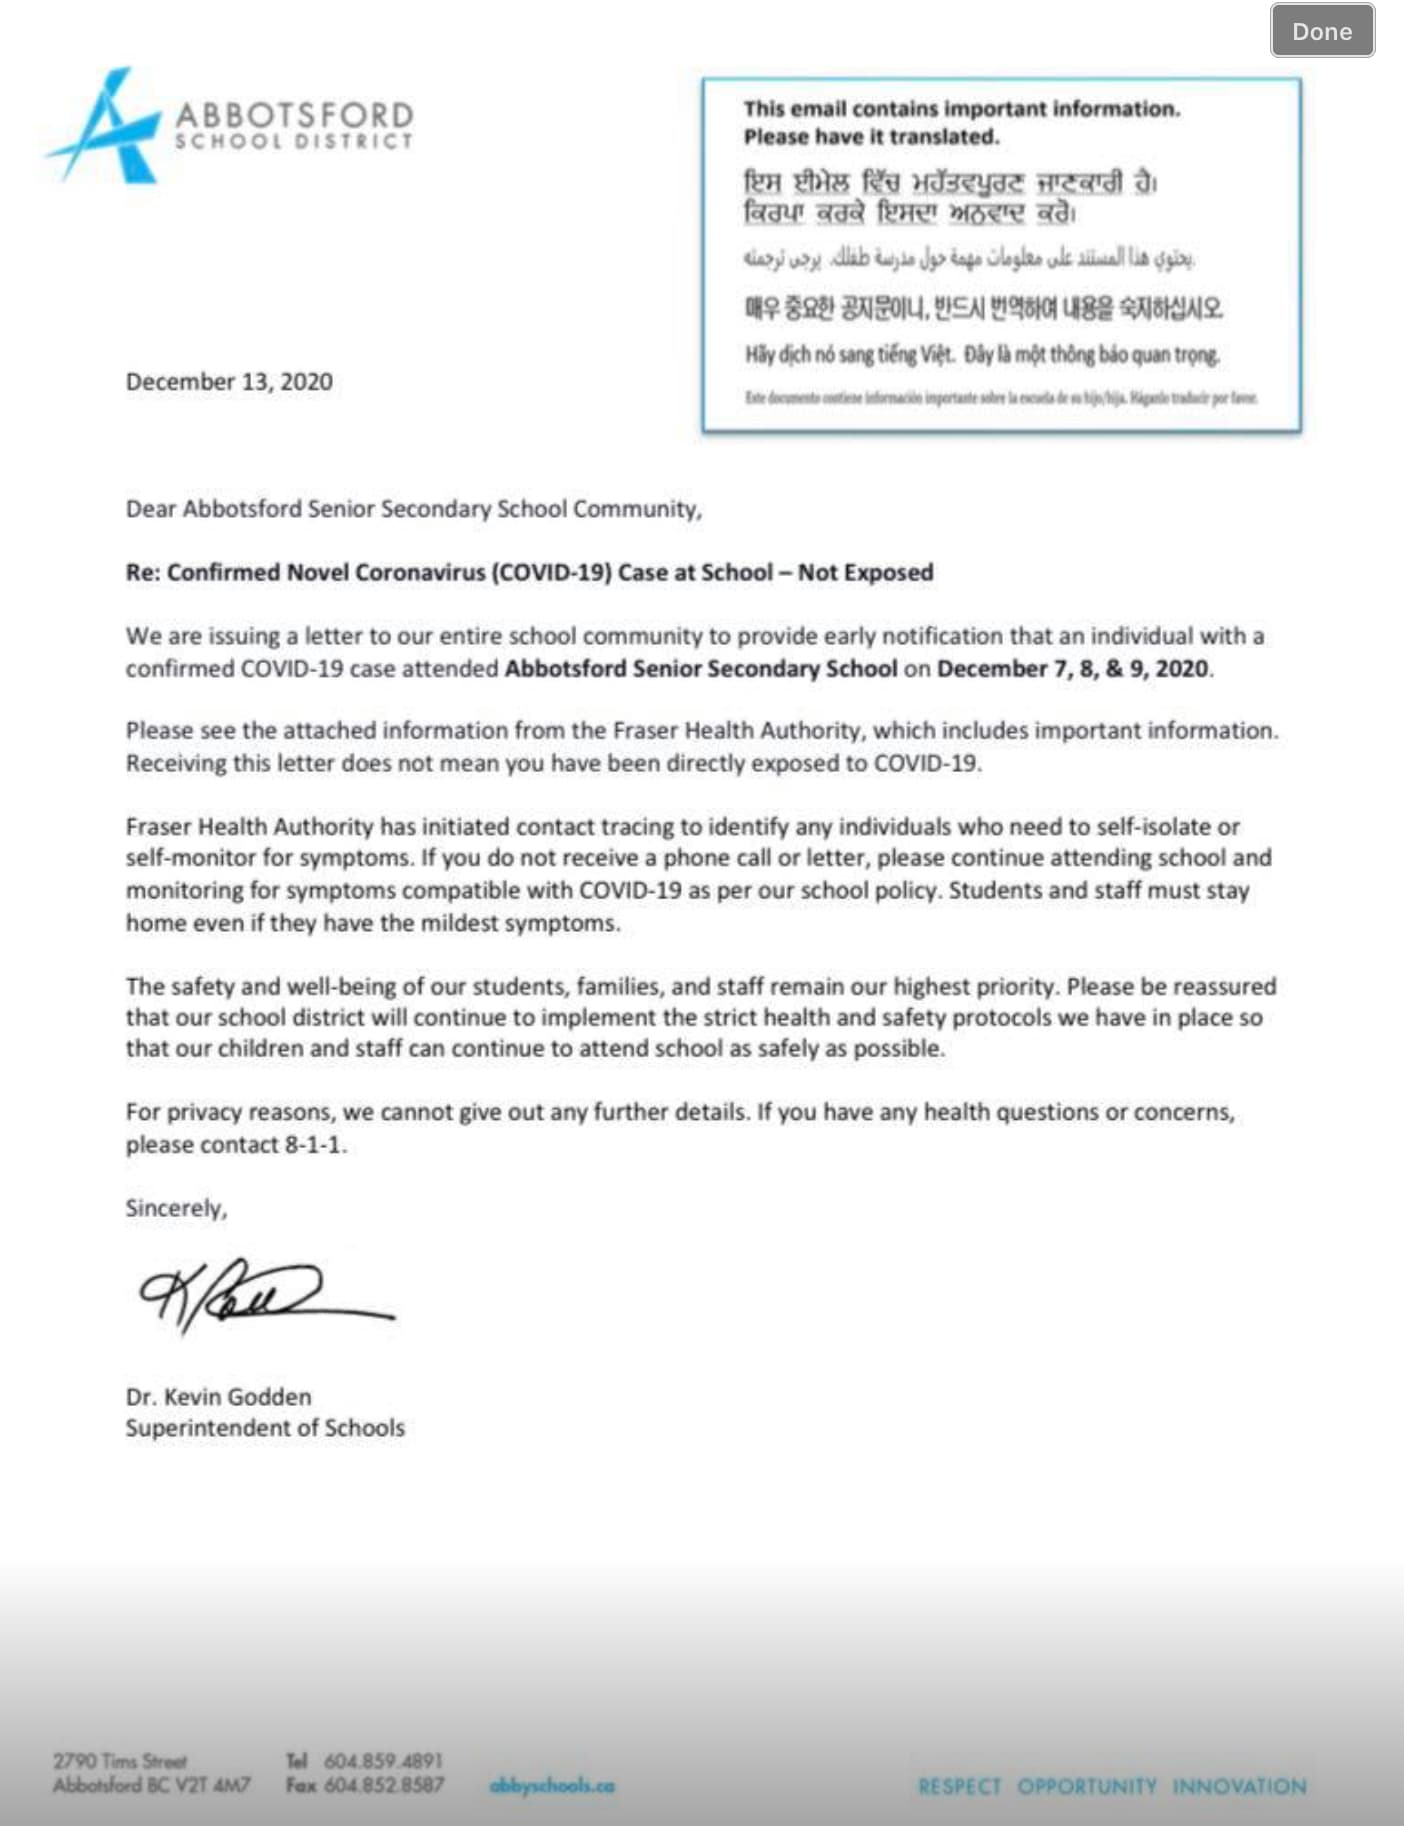 Done
ABBOTSFORD
SCHOOL DISTRICT
This email contains important information.
Please have it translated.
ਇਸ ਈਮੇਲ ਵਿੱਚ ਮਹੱਤਵਪੂਰਣ ਜਾਣਕਾਰੀ ਹੈ।
ਕਿਰਪਾ ਕਰਕੇ ਇਸਦਾ ਅਨੁਵਾਦ ਕਰੋ।
يحتوي هذا المستند على معلومات مهمة حول مدرسة طفلك. يرجى ترجمته
매우 중요한 공지문이니, 반드시 번역하여 내용을 숙지하십시오.
Hãy dịch nó sang tiếng Việt. Đây là một thông báo quan trọng.
Este documento contiene información importante sobre la escuela de su hijo/hija. Háganlo traducir por favor.
December 13, 2020
Dear Abbotsford Senior Secondary School Community,
Re: Confirmed Novel Coronavirus (COVID-19) Case at School – Not Exposed
We are issuing a letter to our entire school community to provide early notification that an individual with a
confirmed COVID-19 case attended Abbotsford Senior Secondary School on December 7, 8, & 9, 2020.
Please see the attached information from the Fraser Health Authority, which includes important information.
Receiving this letter does not mean you have been directly exposed to COVID-19.
Fraser Health Authority has initiated contact tracing to identify any individuals who need to self-isolate or
self-monitor for symptoms. If you do not receive a phone call or letter, please continue attending school and
monitoring for symptoms compatible with COVID-19 as per our school policy. Students and staff must stay
home even if they have the mildest symptoms.
The safety and well-being of our students, families, and staff remain our highest priority. Please be reassured
that our school district will continue to implement the strict health and safety protocols we have in place so
that our children and staff can continue to attend school as safely as possible.
For privacy reasons, we cannot give out any further details. If you have any health questions or concerns,
please contact 8-1-1.
Sincerely,
Dr. Kevin Godden
Superintendent of Schools
2790 Tims Street Tel 604.859.4891
Abbotsford BC V2T 4M7 Fax 604.852.8587 abbyschools.ca RESPECT OPPORTUNITY INNOVATION